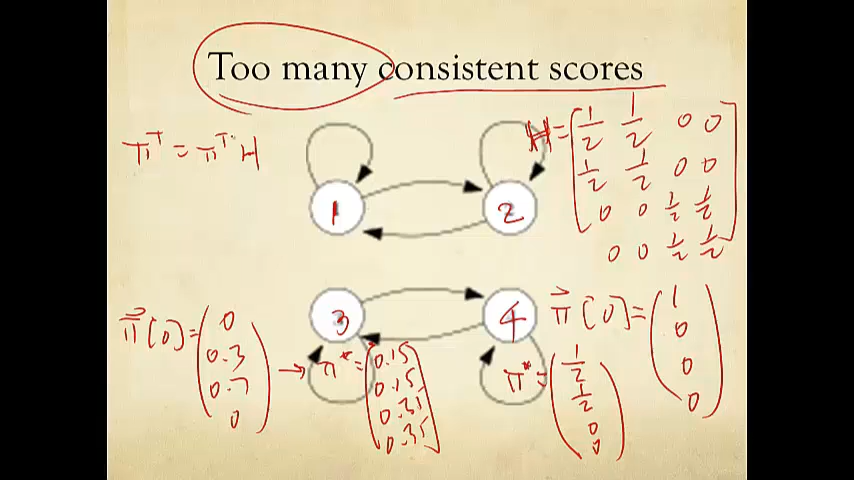 Too many consistent scores
πᵀ = πᵀ H
H = [ 1/2 1/2 0 0
1/2 1/2 0 0
0 0 1/2 1/2
0 0 1/2 1/2 ]
1 2
3 4
π[0] = ( 0
0.3
0.7
0 )
→ π* = ( 0.15
0.15
0.35
0.35 )
π[0] = ( 1
0
0
0 )
π* = ( 1/2
1/2
0
0 )